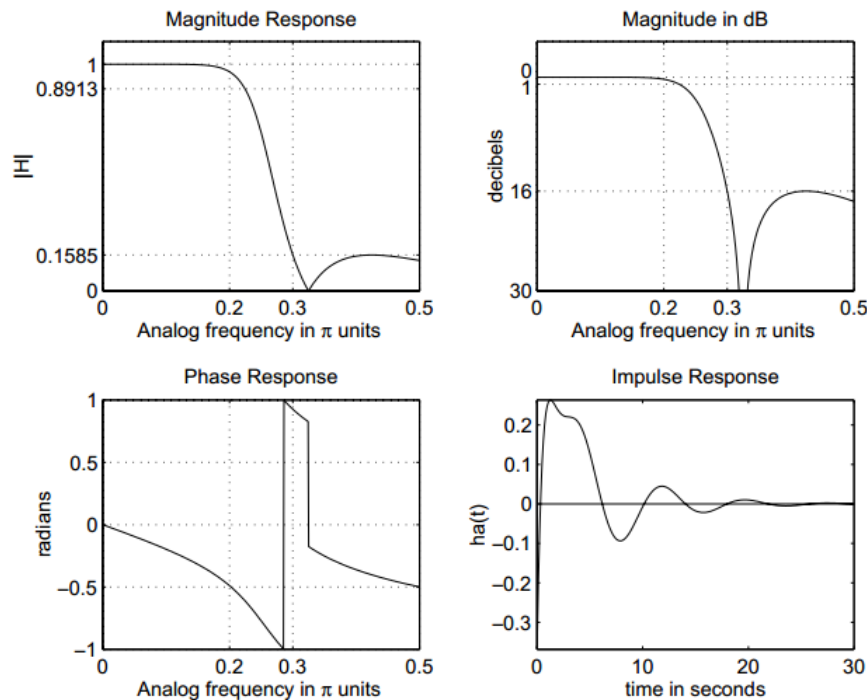 Magnitude Response
1
0.8913
0.1585
0
|H|
0 0.2 0.3 0.5
Analog frequency in π units
Magnitude in dB
0
1
16
30
decibels
0 0.2 0.3 0.5
Analog frequency in π units
Phase Response
1
0.5
0
−0.5
−1
radians
0 0.2 0.3 0.5
Analog frequency in π units
Impulse Response
0.2
0.1
0
−0.1
−0.2
−0.3
ha(t)
0 10 20 30
time in seconds